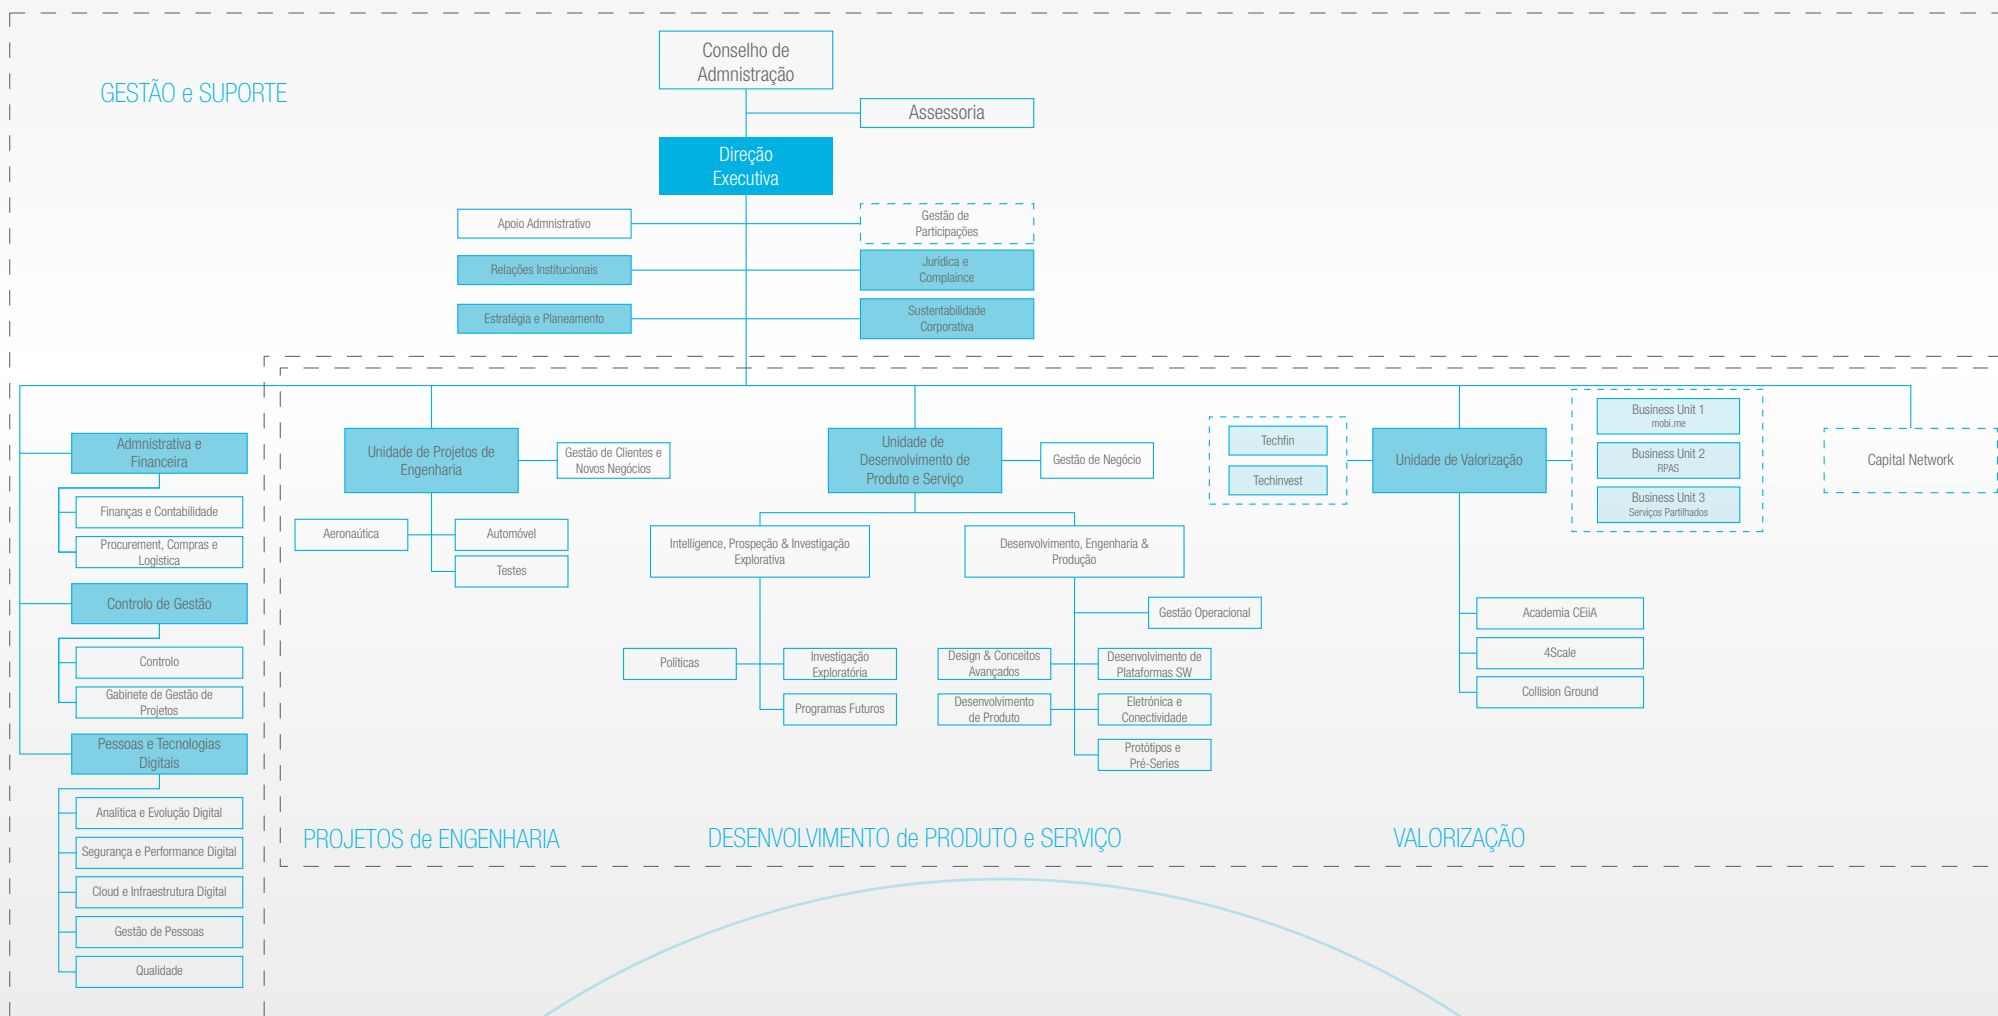 GESTÃO e SUPORTE
Conselho de
Admnistração
Assessoria
Direção
Executiva
Apoio Admnistrativo
Gestão de
Participações
Relações Institucionais
Jurídica e
Complaince
Estratégia e Planeamento
Sustentabilidade
Corporativa
Admnistrativa e
Financeira
Finanças e Contabilidade
Procurement, Compras e
Logística
Controlo de Gestão
Controlo
Gabinete de Gestão de
Projetos
Pessoas e Tecnologias
Digitais
Analítica e Evolução Digital
Segurança e Performance Digital
Cloud e Infraestrutura Digital
Gestão de Pessoas
Qualidade
Unidade de Projetos de
Engenharia
Gestão de Clientes e
Novos Negócios
Aeronaútica
Automóvel
Testes
PROJETOS de ENGENHARIA
Unidade de
Desenvolvimento de
Produto e Serviço
Gestão de Negócio
Intelligence, Prospeção & Investigação
Explorativa
Políticas
Investigação
Exploratória
Programas Futuros
Desenvolvimento, Engenharia &
Produção
Gestão Operacional
Design & Conceitos
Avançados
Desenvolvimento de
Plataformas SW
Desenvolvimento
de Produto
Eletrónica e
Conectividade
Protótipos e
Pré-Series
DESENVOLVIMENTO de PRODUTO e SERVIÇO
Techfin
Techinvest
Unidade de Valorização
Business Unit 1
mobi.me
Business Unit 2
RPAS
Business Unit 3
Serviços Partilhados
Academia CEiiA
4Scale
Collision Ground
VALORIZAÇÃO
Capital Network